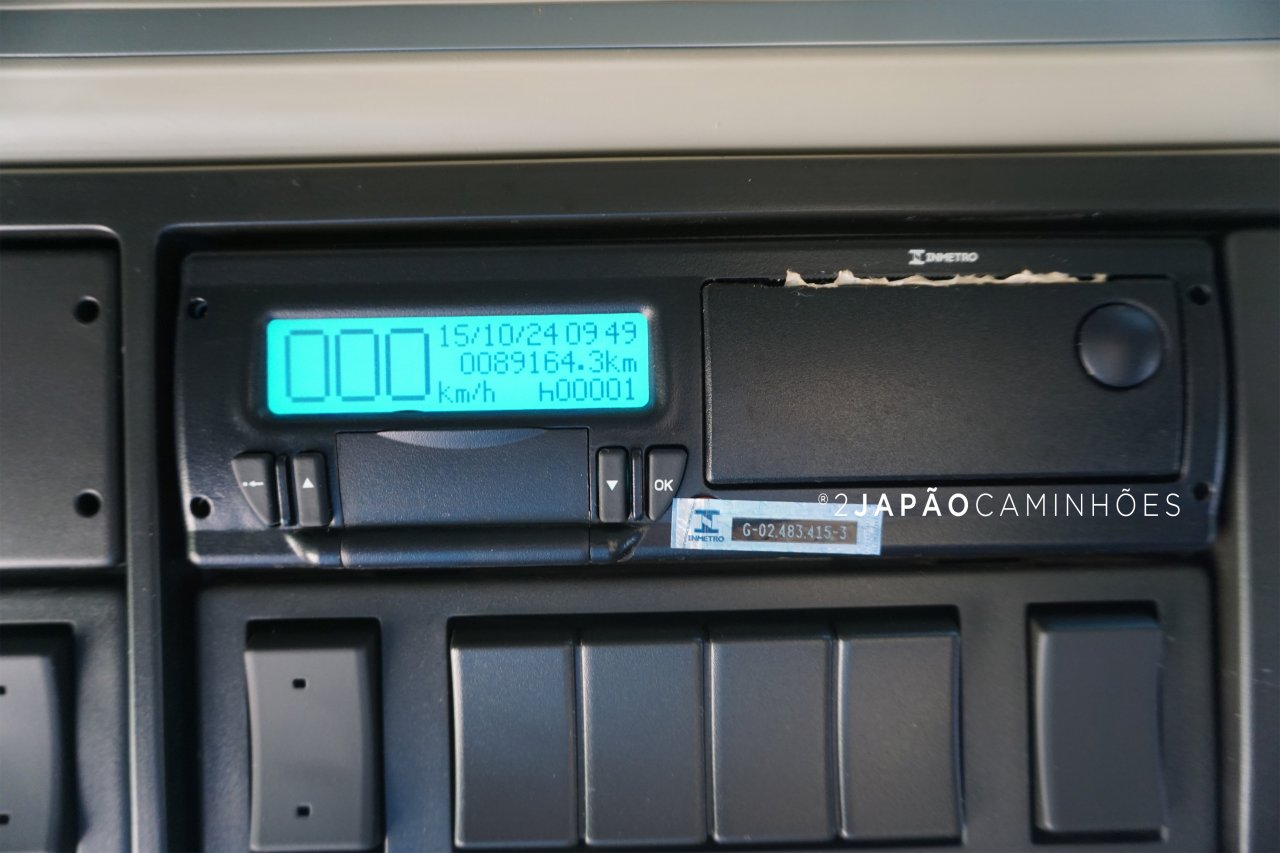 INMETRO
000
15/10/24 09 49
0089164.3km
km/h h00001
OK
®2JAPÃOCAMINHÕES
INMETRO
G-02.483.415-3